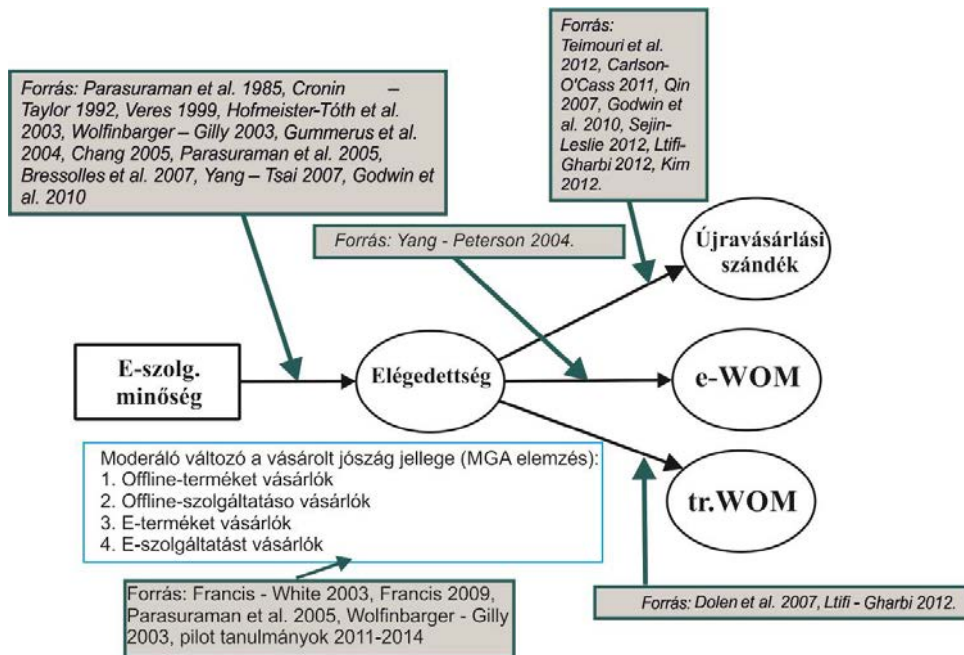 Forrás:
Teimouri et al.
2012, Carlson-
O'Cass 2011, Qin
2007, Godwin
et al. 2010, Sejin-
Leslie 2012, Ltifi-
Gharbi 2012, Kim
2012.
Forrás: Parasuraman et al. 1985, Cronin –
Taylor 1992, Veres 1999, Hofmeister-Tóth et al.
2003, Wolfinbarger – Gilly 2003, Gummerus et al.
2004, Chang 2005, Parasuraman et al. 2005,
Bressolles et al. 2007, Yang – Tsai 2007, Godwin et
al. 2010
Forrás: Yang - Peterson 2004.
Újravásárlási
szándék
E-szolg.
minőség
Elégedettség
e-WOM
tr.WOM
Moderáló változó a vásárolt jószág jellege (MGA elemzés):
1. Offline-terméket vásárlók
2. Offline-szolgáltatáso vásárlók
3. E-terméket vásárlók
4. E-szolgáltatást vásárlók
Forrás: Francis - White 2003, Francis 2009,
Parasuraman et al. 2005, Wolfinbarger - Gilly
2003, pilot tanulmányok 2011-2014
Forrás: Dolen et al. 2007, Ltifi - Gharbi 2012.